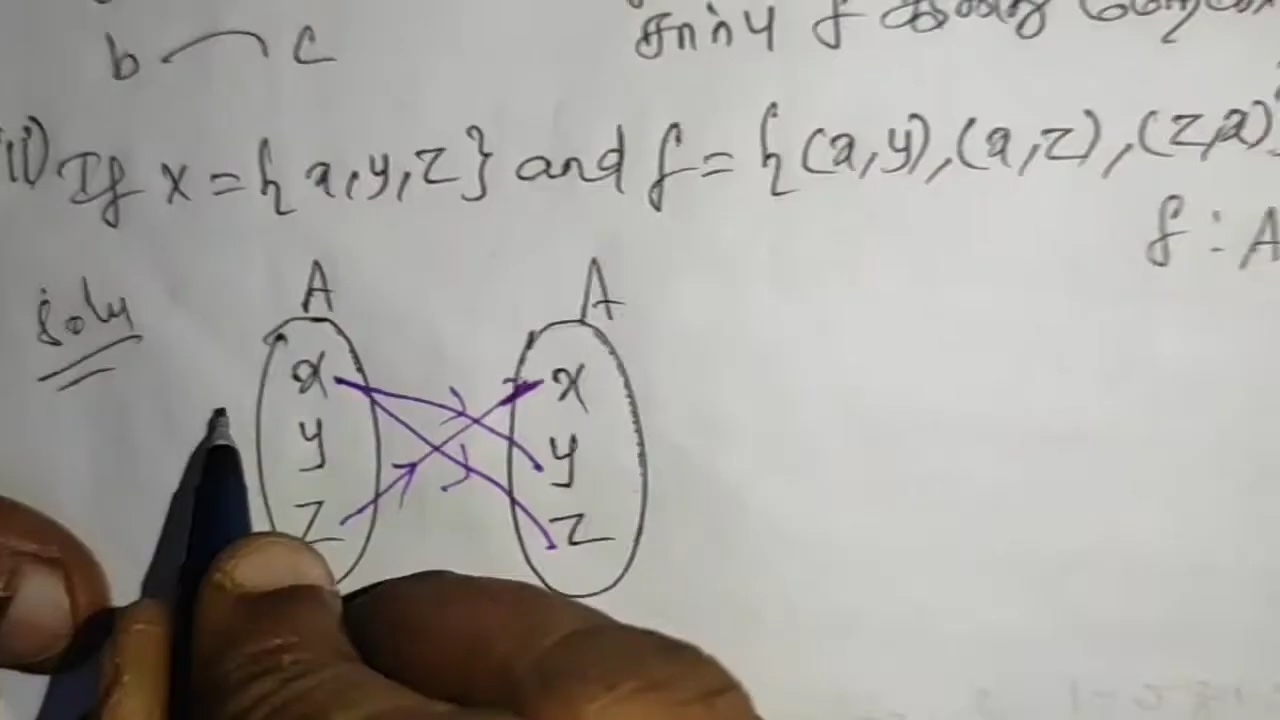 b c
சார்பு f
ii) If X = { x, y, z } and f = { (x, y), (x, z), (z, x)
f : A
Soln
A A
x x
y y
z z